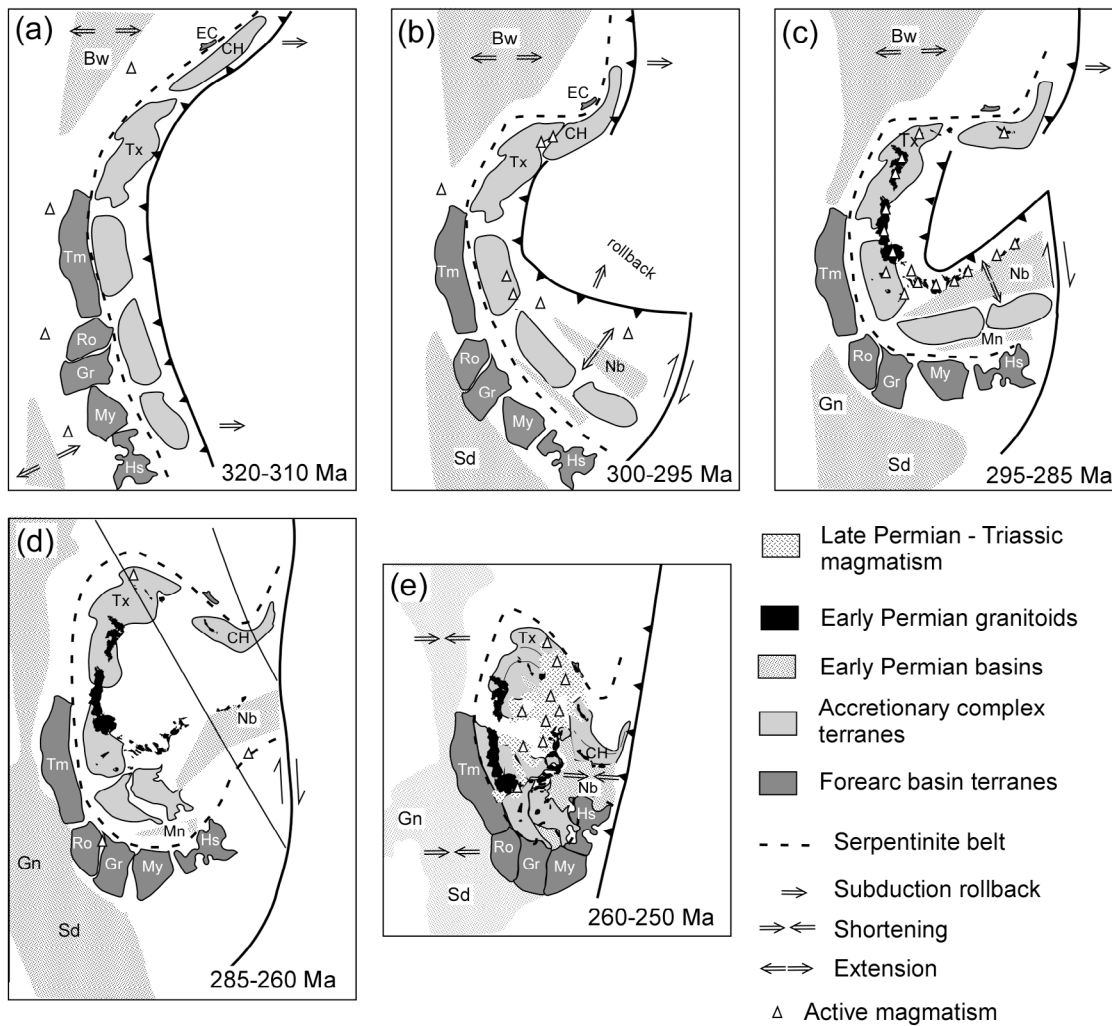 (a)
Bw
EC
CH
Tx
Tm
Ro
Gr
My
Hs
320-310 Ma
(b)
Bw
EC
CH
Tx
Tm
rollback
Ro
Gr
Nb
My
Hs
Sd
300-295 Ma
(c)
Bw
Tx
CH
Tm
Nb
Mn
Ro
Gr
My
Hs
Gn
Sd
295-285 Ma
(d)
Tx
CH
Tm
Nb
Mn
Ro
Gr
My
Hs
Gn
Sd
285-260 Ma
(e)
Tx
CH
Tm
Nb
Hs
Gn
Ro
Gr
My
Sd
260-250 Ma
Late Permian - Triassic
magmatism
Early Permian granitoids
Early Permian basins
Accretionary complex
terranes
Forearc basin terranes
Serpentinite belt
Subduction rollback
Shortening
Extension
Active magmatism